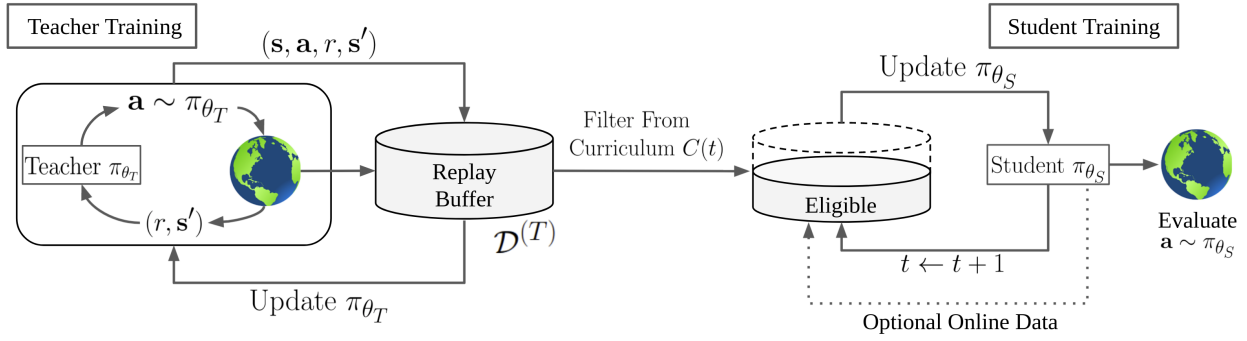 Teacher Training
(s, a, r, s′)
a ∼ π_{θ_T}
Teacher π_{θ_T}
(r, s′)
Update π_{θ_T}
Replay
Buffer
𝒟^{(T)}
Filter From
Curriculum C(t)
Student Training
Update π_{θ_S}
Eligible
Student π_{θ_S}
t ← t + 1
Optional Online Data
Evaluate
a ∼ π_{θ_S}